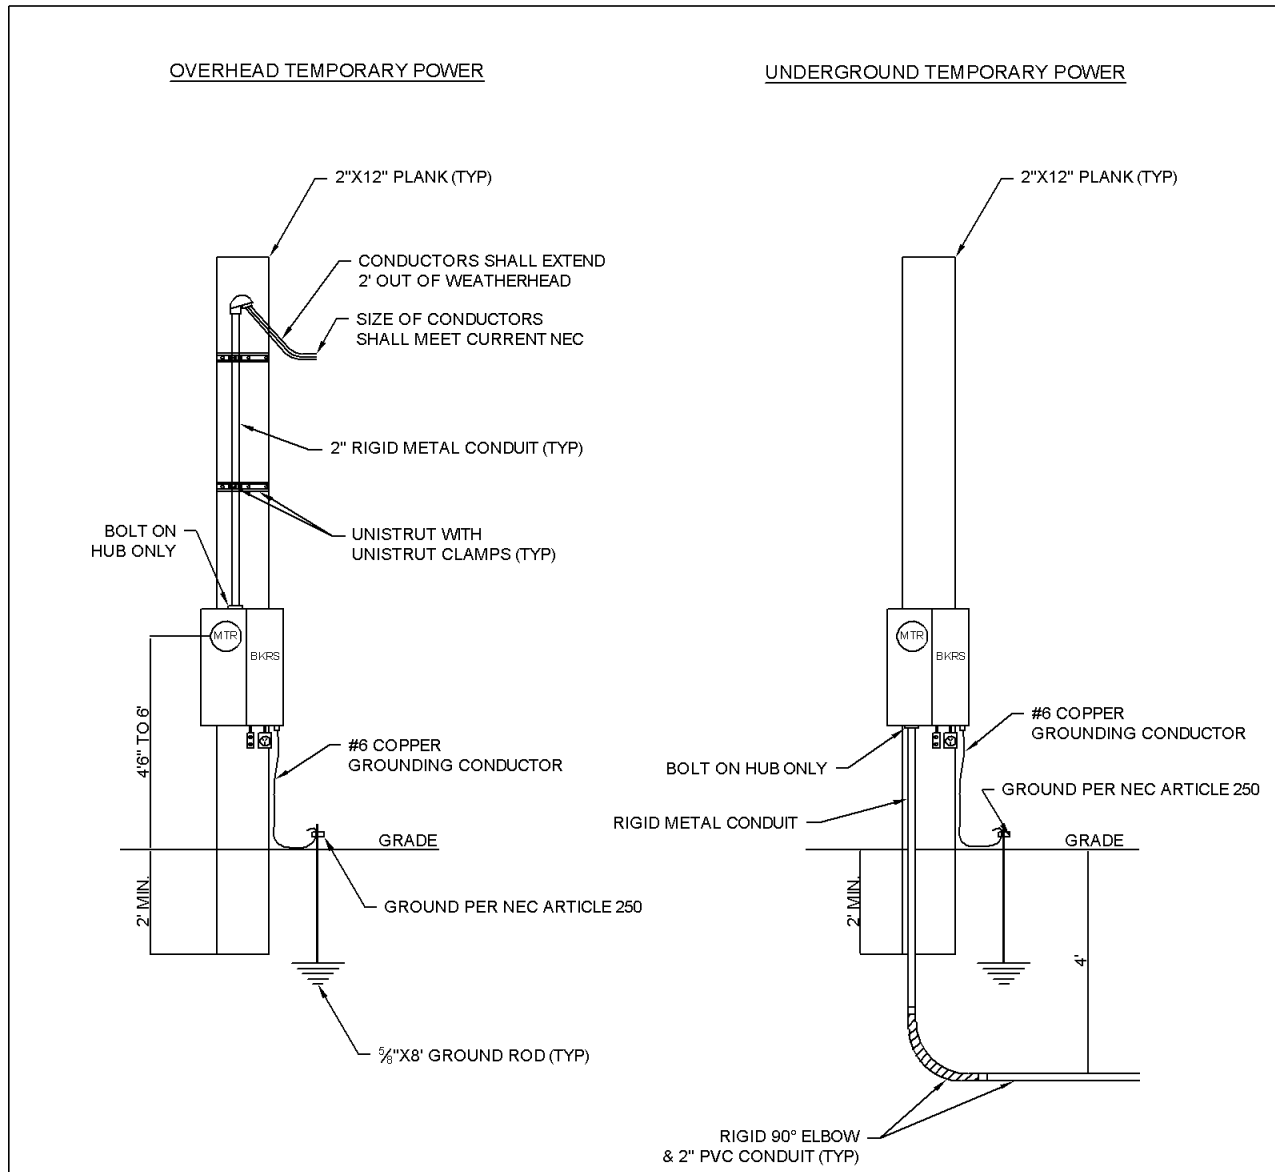 OVERHEAD TEMPORARY POWER
2"X12" PLANK (TYP)
CONDUCTORS SHALL EXTEND
2' OUT OF WEATHERHEAD
SIZE OF CONDUCTORS
SHALL MEET CURRENT NEC
2" RIGID METAL CONDUIT (TYP)
UNISTRUT WITH
UNISTRUT CLAMPS (TYP)
BOLT ON
HUB ONLY
MTR
BKRS
4'6" TO 6'
#6 COPPER
GROUNDING CONDUCTOR
GRADE
2' MIN.
GROUND PER NEC ARTICLE 250
⅝"X8' GROUND ROD (TYP)
UNDERGROUND TEMPORARY POWER
2"X12" PLANK (TYP)
MTR
BKRS
#6 COPPER
GROUNDING CONDUCTOR
BOLT ON HUB ONLY
GROUND PER NEC ARTICLE 250
RIGID METAL CONDUIT
GRADE
2' MIN.
4'
RIGID 90° ELBOW
& 2" PVC CONDUIT (TYP)